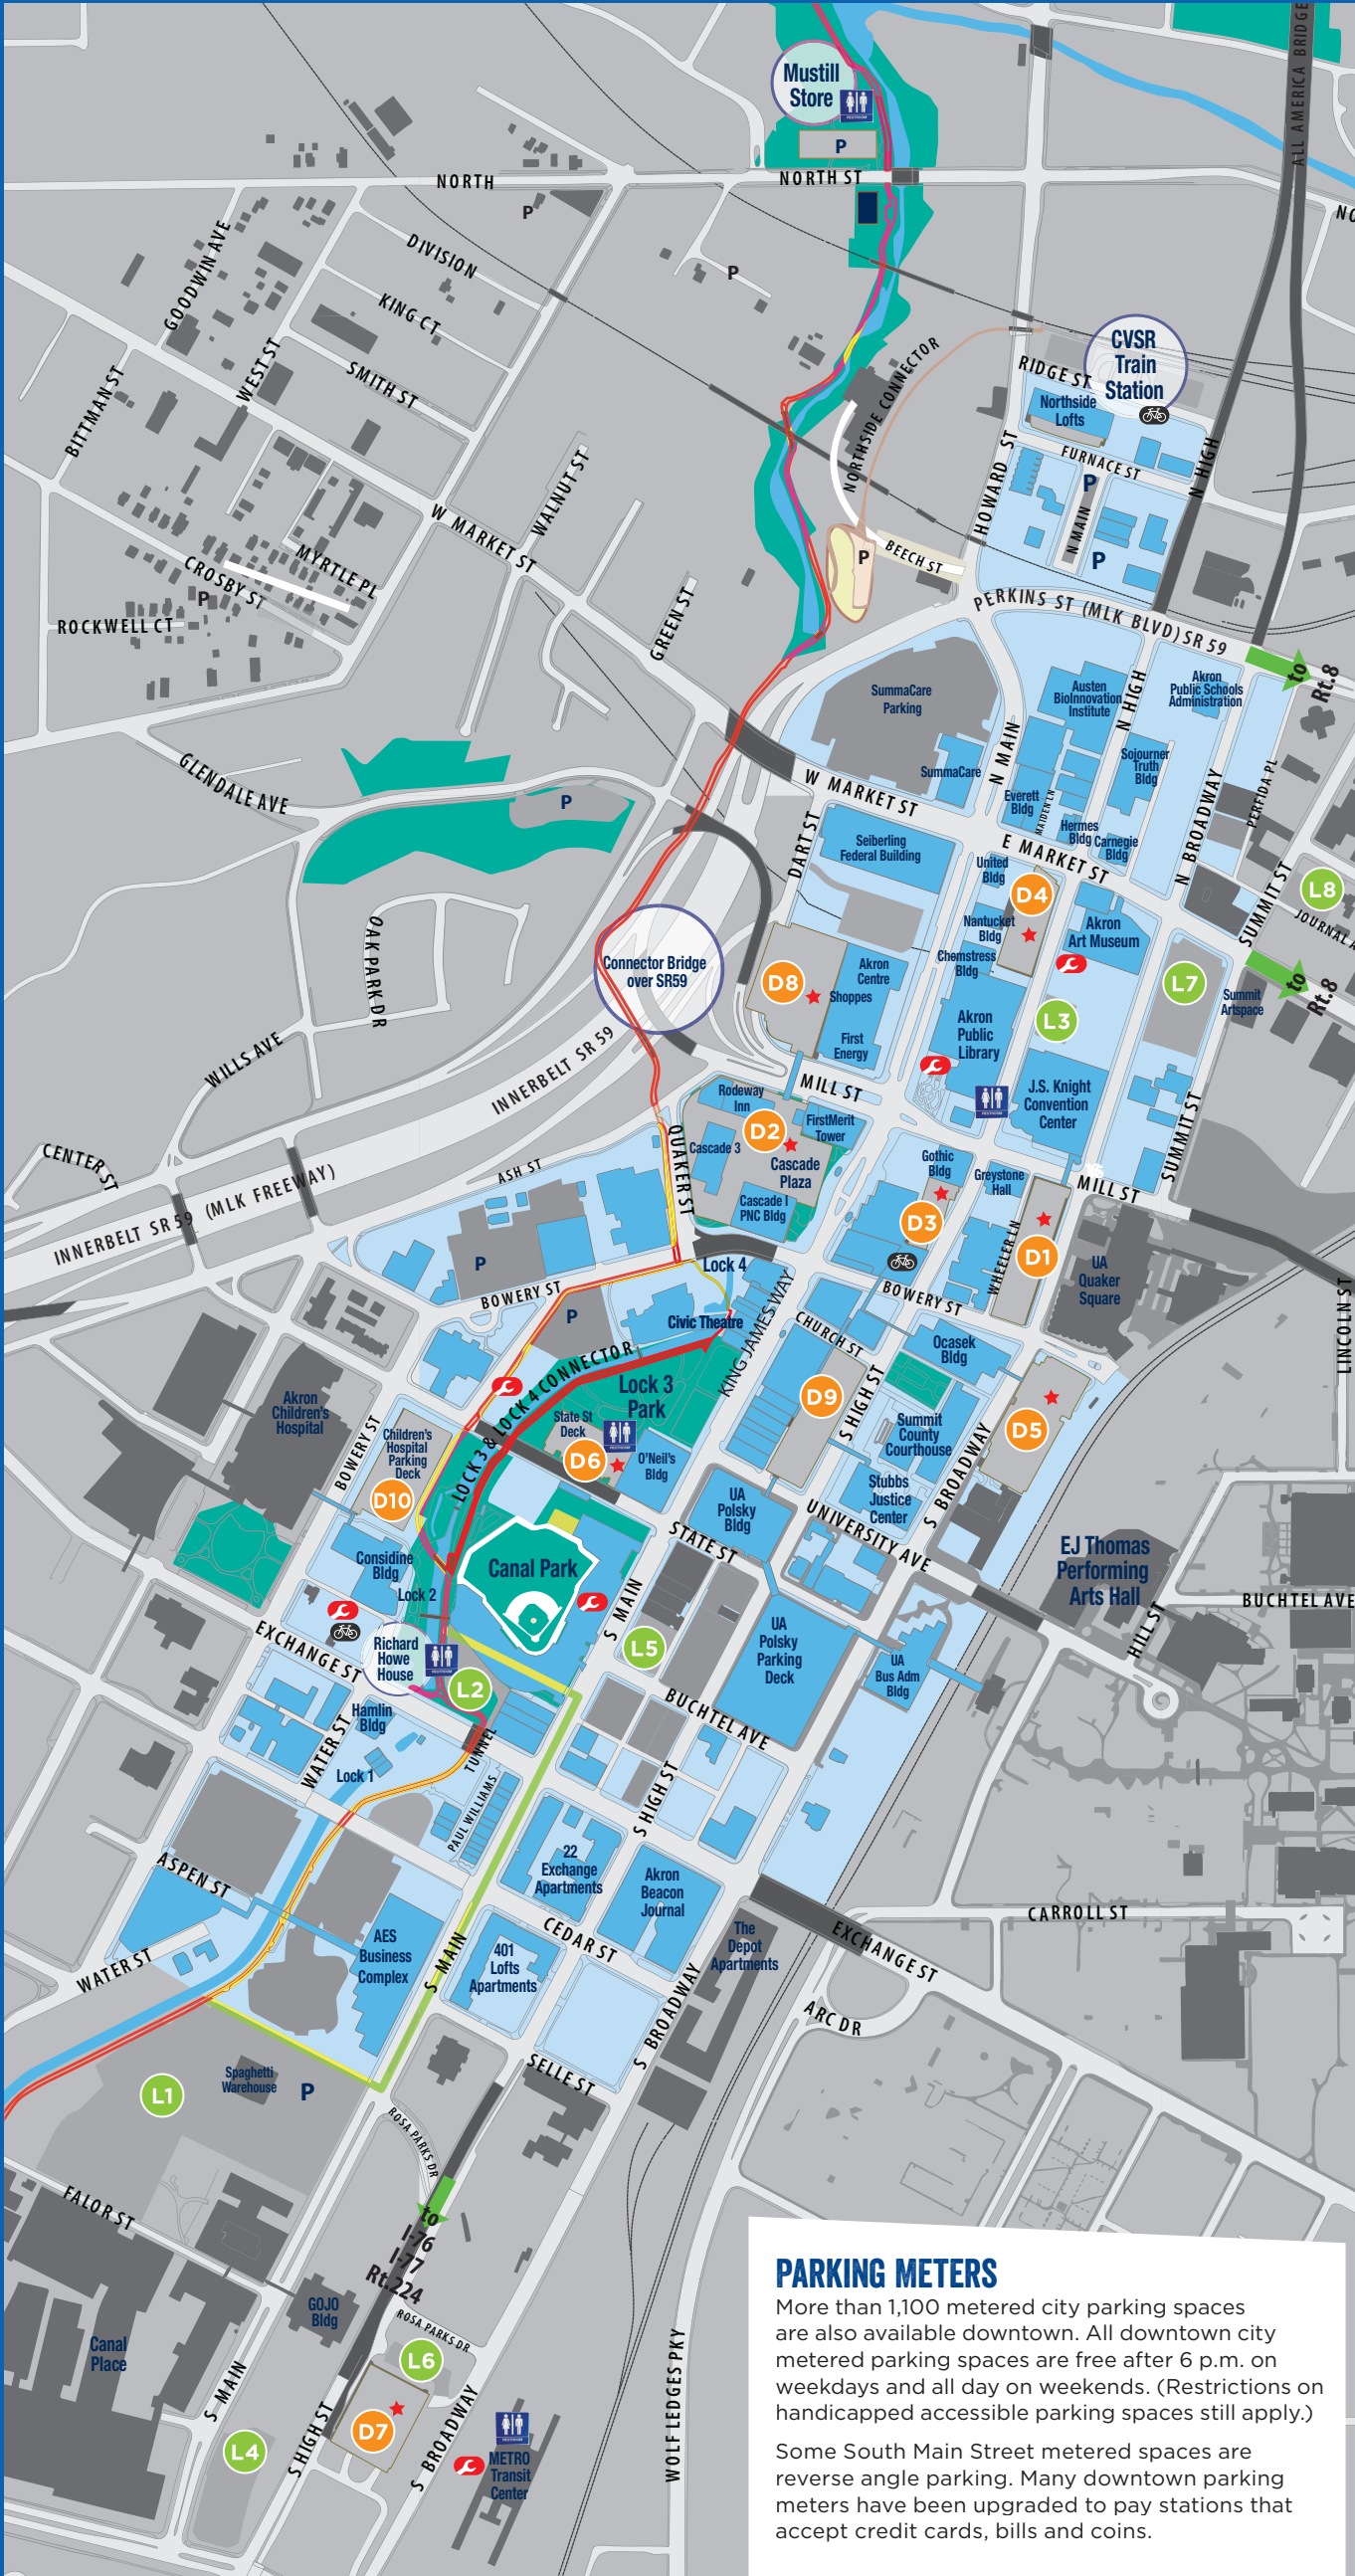 ALL AMERICA BRIDGE
Mustill
Store
P
NORTH
NORTH ST
P
GOODWIN AVE
DIVISION
P
KING CT
WEST ST
SMITH ST
BITTMAN ST
NORTHSIDE CONNECTOR
CVSR
Train
Station
RIDGE ST
Northside
Lofts
FURNACE ST
HOWARD ST
N HIGH
P
N MAIN
P
WALNUT ST
W MARKET ST
MYRTLE PL
CROSBY ST
P
ROCKWELL CT
GREEN ST
P
BEECH ST
PERKINS ST (MLK BLVD) SR 59
to
Rt.8
SummaCare
Parking
Austen
BioInnovation
Institute
N HIGH
Akron
Public Schools
Administration
SummaCare
N MAIN
Sojourner
Truth
Bldg
GLENDALE AVE
P
W MARKET ST
Everett
Bldg
MAIDEN LN
Hermes
Bldg
Carnegie
Bldg
N BROADWAY
PERFIDA PL
DART ST
Seiberling
Federal Building
E MARKET ST
United
Bldg
D4
SUMMIT ST
L8
Nantucket
Bldg
Akron
Art Museum
OAK PARK DR
Connector Bridge
over SR59
D8
Akron
Centre
Shoppes
First
Energy
Chemstress
Bldg
L7
to
Rt.8
Summit
Artspace
Akron
Public
Library
L3
WILLS AVE
INNERBELT SR 59
MILL ST
J.S. Knight
Convention
Center
SUMMIT ST
Rodeway
Inn
D2
FirstMerit
Tower
Cascade 3
Cascade
Plaza
Cascade I
PNC Bldg
QUAKER ST
CENTER ST
ASH ST
INNERBELT SR 59 (MLK FREEWAY)
Gothic
Bldg
Greystone
Hall
MILL ST
D3
WHEELER LN
D1
UA
Quaker
Square
LINCOLN ST
P
BOWERY ST
Lock 4
P
Civic Theatre
KING JAMES WAY
BOWERY ST
CHURCH ST
Ocasek
Bldg
LOCK 3 & LOCK 4 CONNECTOR
Lock 3
Park
D9
S HIGH ST
Akron
Children's
Hospital
BOWERY ST
Children's
Hospital
Parking
Deck
D10
State St
Deck
D6
O'Neil's
Bldg
Summit
County
Courthouse
D5
S BROADWAY
Stubbs
Justice
Center
UA
Polsky
Bldg
STATE ST
UNIVERSITY AVE
Considine
Bldg
Canal Park
Lock 2
EJ Thomas
Performing
Arts Hall
BUCHTEL AVE
HILL ST
EXCHANGE ST
Richard
Howe
House
S MAIN
L5
UA
Polsky
Parking
Deck
UA
Bus Adm
Bldg
L2
Hamlin
Bldg
WATER ST
TUNNEL
BUCHTEL AVE
Lock 1
PAUL WILLIAMS
S HIGH ST
22
Exchange
Apartments
ASPEN ST
Akron
Beacon
Journal
CARROLL ST
AES
Business
Complex
S MAIN
401
Lofts
Apartments
CEDAR ST
The
Depot
Apartments
EXCHANGE ST
WATER ST
S BROADWAY
ARC DR
SELLE ST
Spaghetti
Warehouse
P
L1
ROSA PARKS DR
FALOR ST
to
I-76
I-77
Rt.224
GOJO
Bldg
ROSA PARKS DR
L6
Canal
Place
S MAIN
D7
S HIGH ST
S BROADWAY
L4
METRO
Transit
Center
WOLF LEDGES PKY
PARKING METERS
More than 1,100 metered city parking spaces
are also available downtown. All downtown city
metered parking spaces are free after 6 p.m. on
weekdays and all day on weekends. (Restrictions on
handicapped accessible parking spaces still apply.)
Some South Main Street metered spaces are
reverse angle parking. Many downtown parking
meters have been upgraded to pay stations that
accept credit cards, bills and coins.